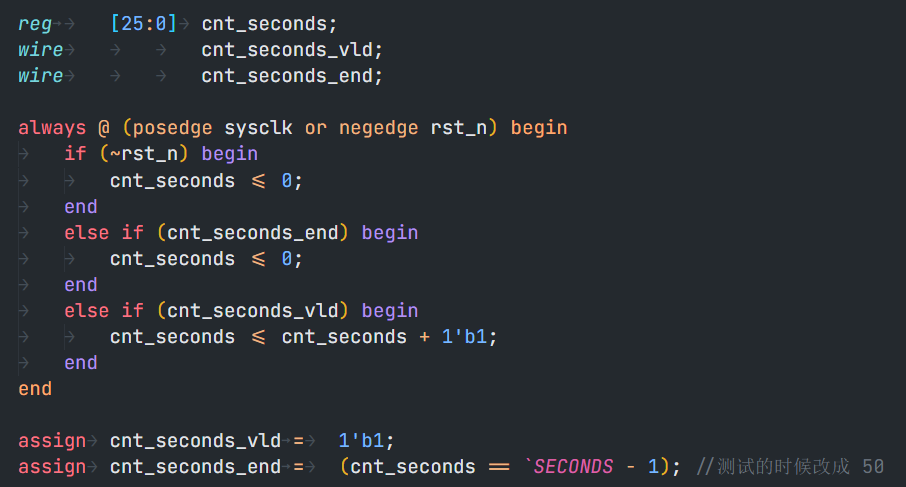 reg [25:0] cnt_seconds;
wire cnt_seconds_vld;
wire cnt_seconds_end;
always @ (posedge sysclk or negedge rst_n) begin
if (~rst_n) begin
cnt_seconds <= 0;
end
else if (cnt_seconds_end) begin
cnt_seconds <= 0;
end
else if (cnt_seconds_vld) begin
cnt_seconds <= cnt_seconds + 1'b1;
end
end
assign cnt_seconds_vld = 1'b1;
assign cnt_seconds_end = (cnt_seconds == `SECONDS - 1); //测试的时候改成 50